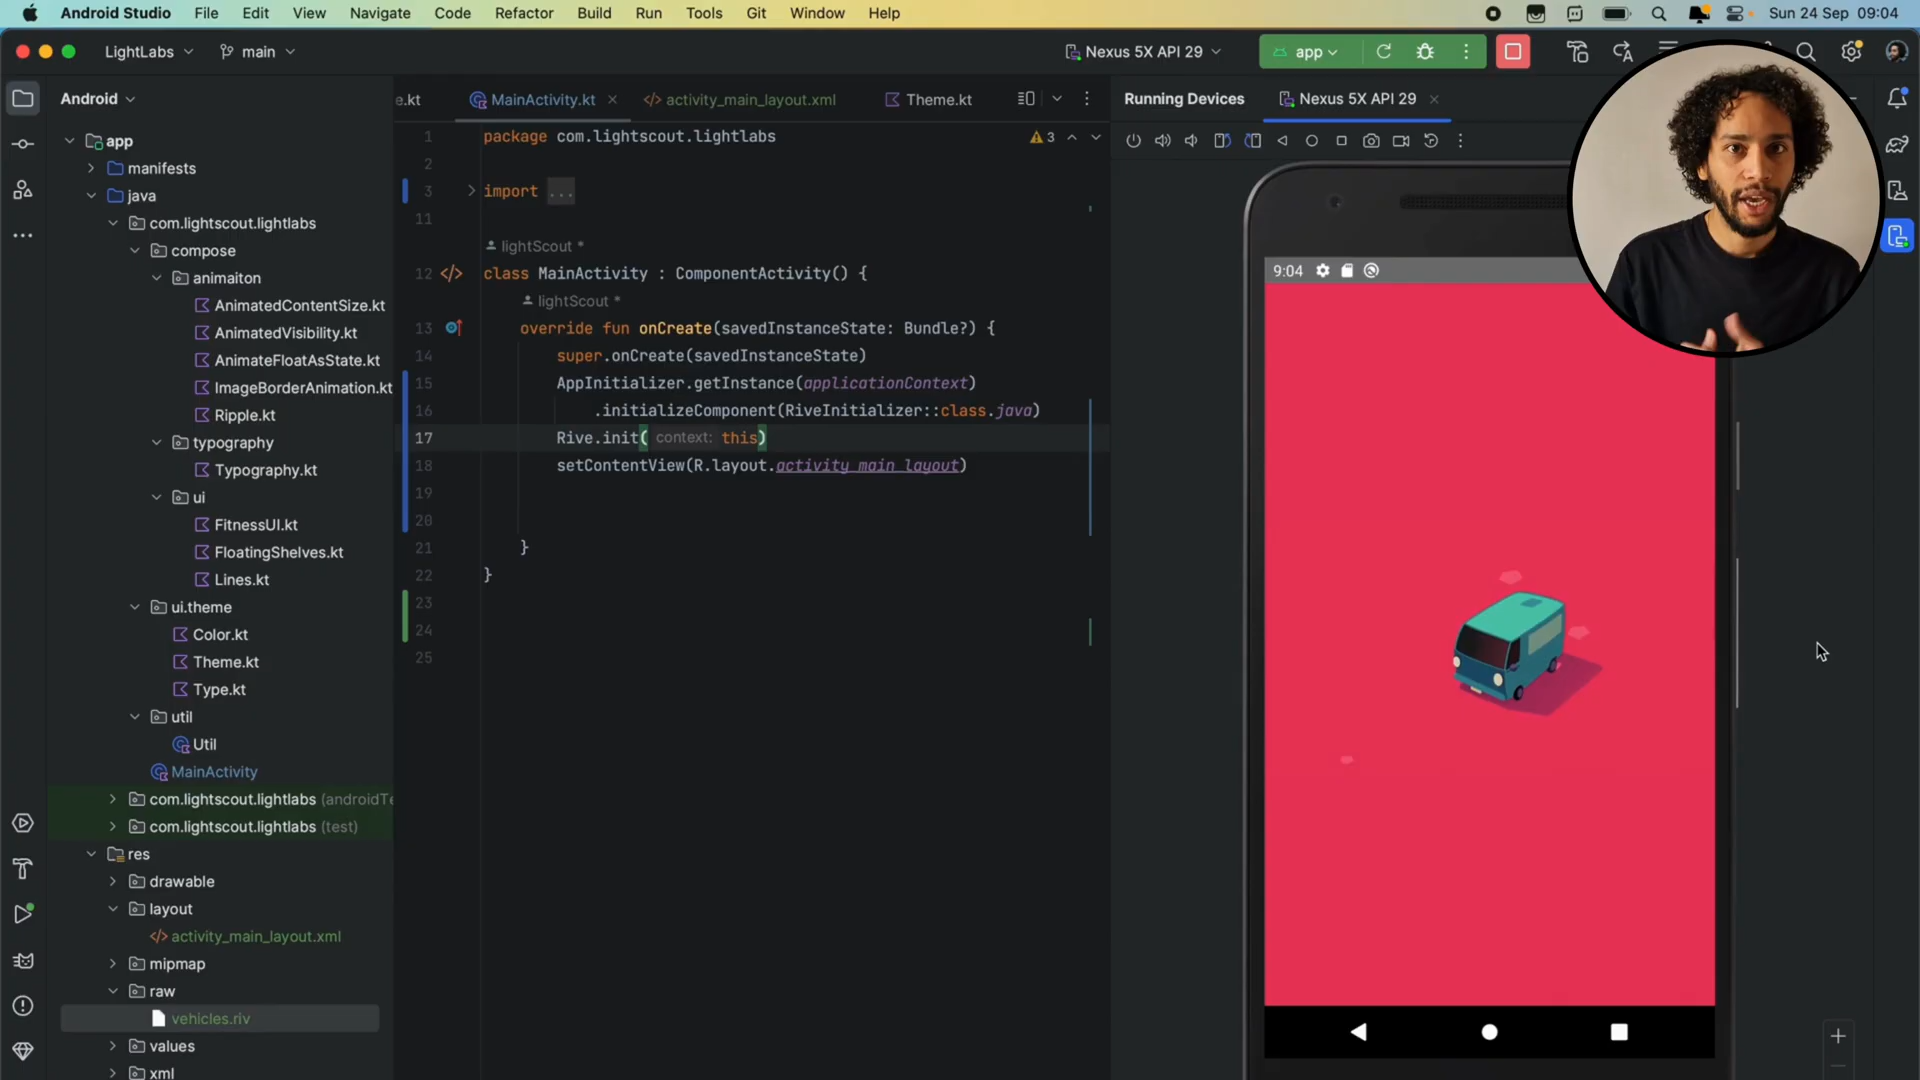 Android Studio File Edit View Navigate Code Refactor Build Run Tools Git Window Help Sun 24 Sep 09:04
LightLabs main Nexus 5X API 29 app
Android
e.kt MainActivity.kt activity_main_layout.xml Theme.kt
Running Devices Nexus 5X API 29
app
manifests
java
com.lightscout.lightlabs
compose
animaiton
AnimatedContentSize.kt
AnimatedVisibility.kt
AnimateFloatAsState.kt
ImageBorderAnimation.kt
Ripple.kt
typography
Typography.kt
ui
FitnessUI.kt
FloatingShelves.kt
Lines.kt
ui.theme
Color.kt
Theme.kt
Type.kt
util
Util
MainActivity
com.lightscout.lightlabs (androidTe
com.lightscout.lightlabs (test)
res
drawable
layout
activity_main_layout.xml
mipmap
raw
vehicles.riv
values
xml
1 package com.lightscout.lightlabs 3
2
3 import ...
11
lightScout *
12 class MainActivity : ComponentActivity() {
lightScout *
13 override fun onCreate(savedInstanceState: Bundle?) {
14 super.onCreate(savedInstanceState)
15 AppInitializer.getInstance(applicationContext)
16 .initializeComponent(RiveInitializer::class.java)
17 Rive.init( context: this)
18 setContentView(R.layout.activity_main_layout)
19
20
21 }
22 }
23
24
25
9:04